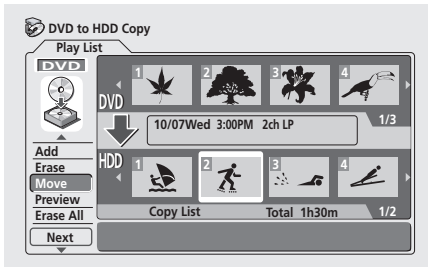 DVD to HDD Copy
Play List
DVD
DVD
1 2 3 4
10/07Wed 3:00PM 2ch LP
1/3
HDD
1 2 3 4
Copy List Total 1h30m 1/2
Add
Erase
Move
Preview
Erase All
Next